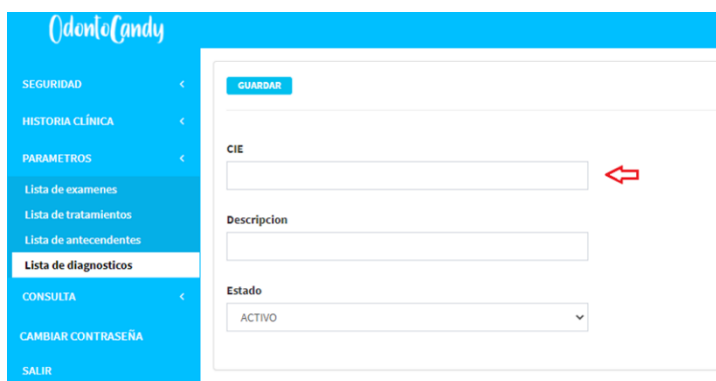 OdontoCandy
SEGURIDAD
HISTORIA CLÍNICA
PARAMETROS
Lista de examenes
Lista de tratamientos
Lista de antecendentes
Lista de diagnosticos
CONSULTA
CAMBIAR CONTRASEÑA
SALIR
GUARDAR
CIE
Descripcion
Estado
ACTIVO